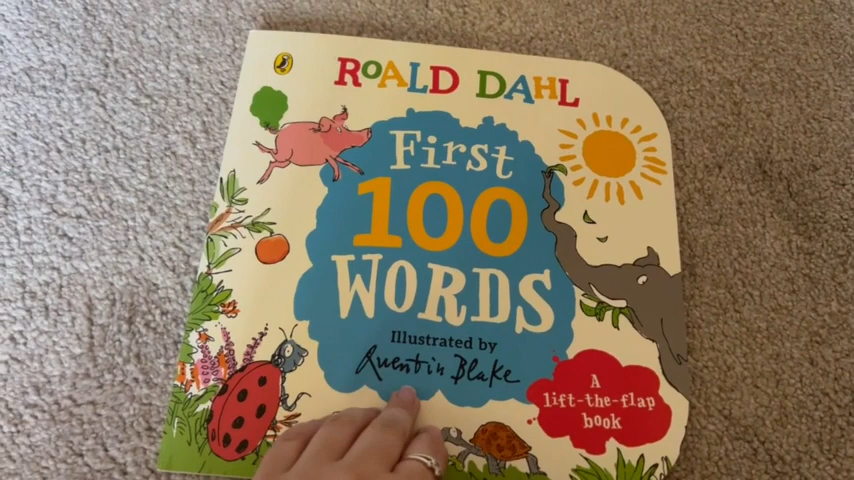 ROALD DAHL
First
100
WORDS
Illustrated by
Quentin Blake
A
lift-the-flap
book